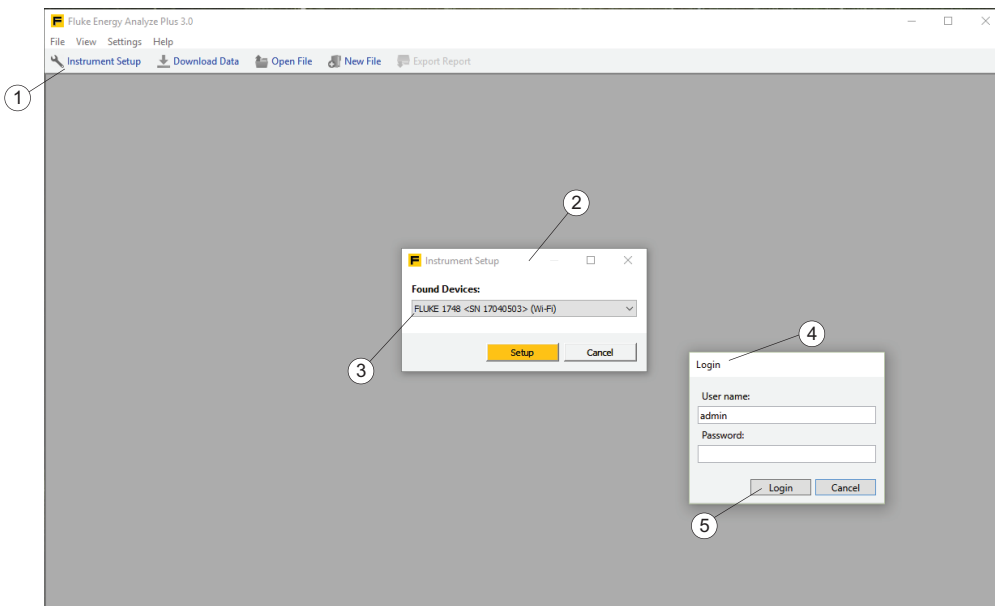 Fluke Energy Analyze Plus 3.0
File View Settings Help
Instrument Setup Download Data Open File New File Export Report
1
2
Instrument Setup
Found Devices:
FLUKE 1748 <SN 17040503> (Wi-Fi)
Setup Cancel
3
4
Login
User name:
admin
Password:
Login Cancel
5